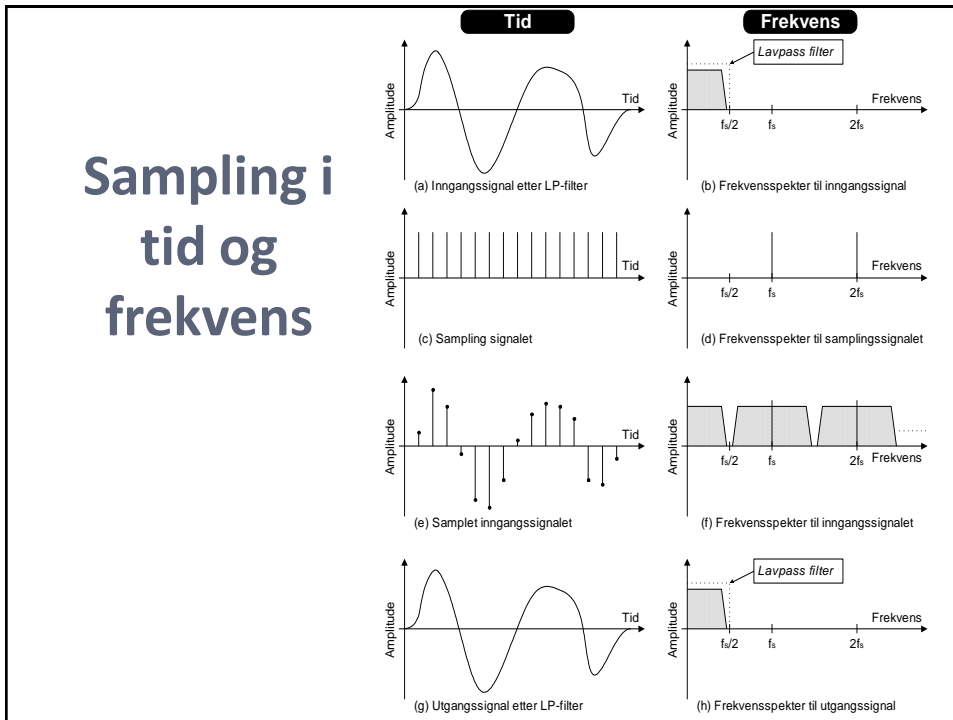 Sampling i
tid og
frekvens
Tid
Frekvens
Amplitude
Tid
(a) Inngangssignal etter LP-filter
Amplitude
Lavpass filter
Frekvens
fs/2
fs
2fs
(b) Frekvensspekter til inngangssignal
Amplitude
Tid
(c) Sampling signalet
Amplitude
Frekvens
fs/2
fs
2fs
(d) Frekvensspekter til samplingssignalet
Amplitude
Tid
(e) Samplet inngangssignalet
Amplitude
Frekvens
fs/2
fs
2fs
(f) Frekvensspekter til inngangssignalet
Amplitude
Tid
(g) Utgangssignal etter LP-filter
Amplitude
Lavpass filter
Frekvens
fs/2
fs
2fs
(h) Frekvensspekter til utgangssignal